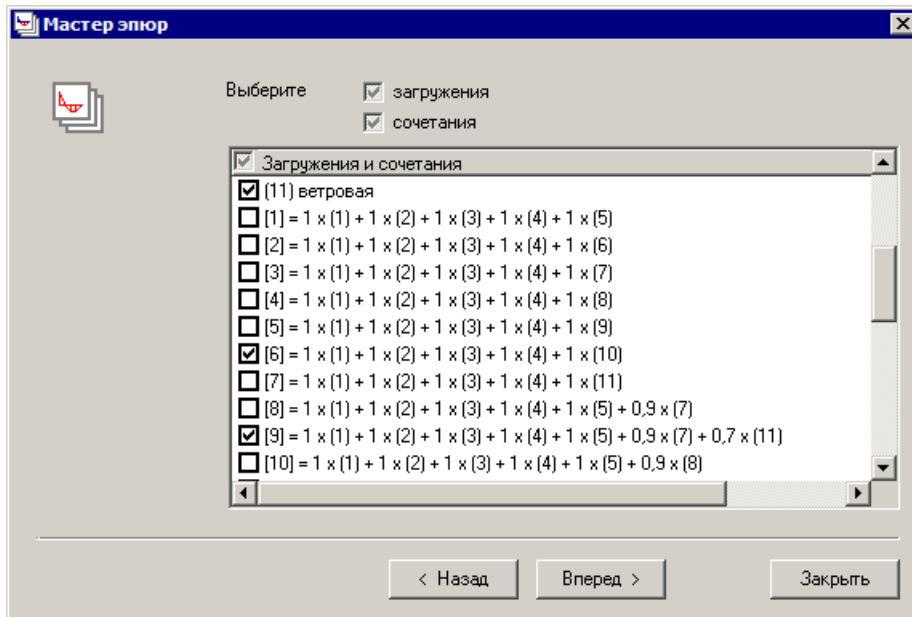 Мастер эпюр
Выберите загружения
сочетания
Загружения и сочетания
(11) ветровая
[1] = 1 x (1) + 1 x (2) + 1 x (3) + 1 x (4) + 1 x (5)
[2] = 1 x (1) + 1 x (2) + 1 x (3) + 1 x (4) + 1 x (6)
[3] = 1 x (1) + 1 x (2) + 1 x (3) + 1 x (4) + 1 x (7)
[4] = 1 x (1) + 1 x (2) + 1 x (3) + 1 x (4) + 1 x (8)
[5] = 1 x (1) + 1 x (2) + 1 x (3) + 1 x (4) + 1 x (9)
[6] = 1 x (1) + 1 x (2) + 1 x (3) + 1 x (4) + 1 x (10)
[7] = 1 x (1) + 1 x (2) + 1 x (3) + 1 x (4) + 1 x (11)
[8] = 1 x (1) + 1 x (2) + 1 x (3) + 1 x (4) + 1 x (5) + 0,9 x (7)
[9] = 1 x (1) + 1 x (2) + 1 x (3) + 1 x (4) + 1 x (5) + 0,9 x (7) + 0,7 x (11)
[10] = 1 x (1) + 1 x (2) + 1 x (3) + 1 x (4) + 1 x (5) + 0,9 x (8)
< Назад Вперед > Закрыть